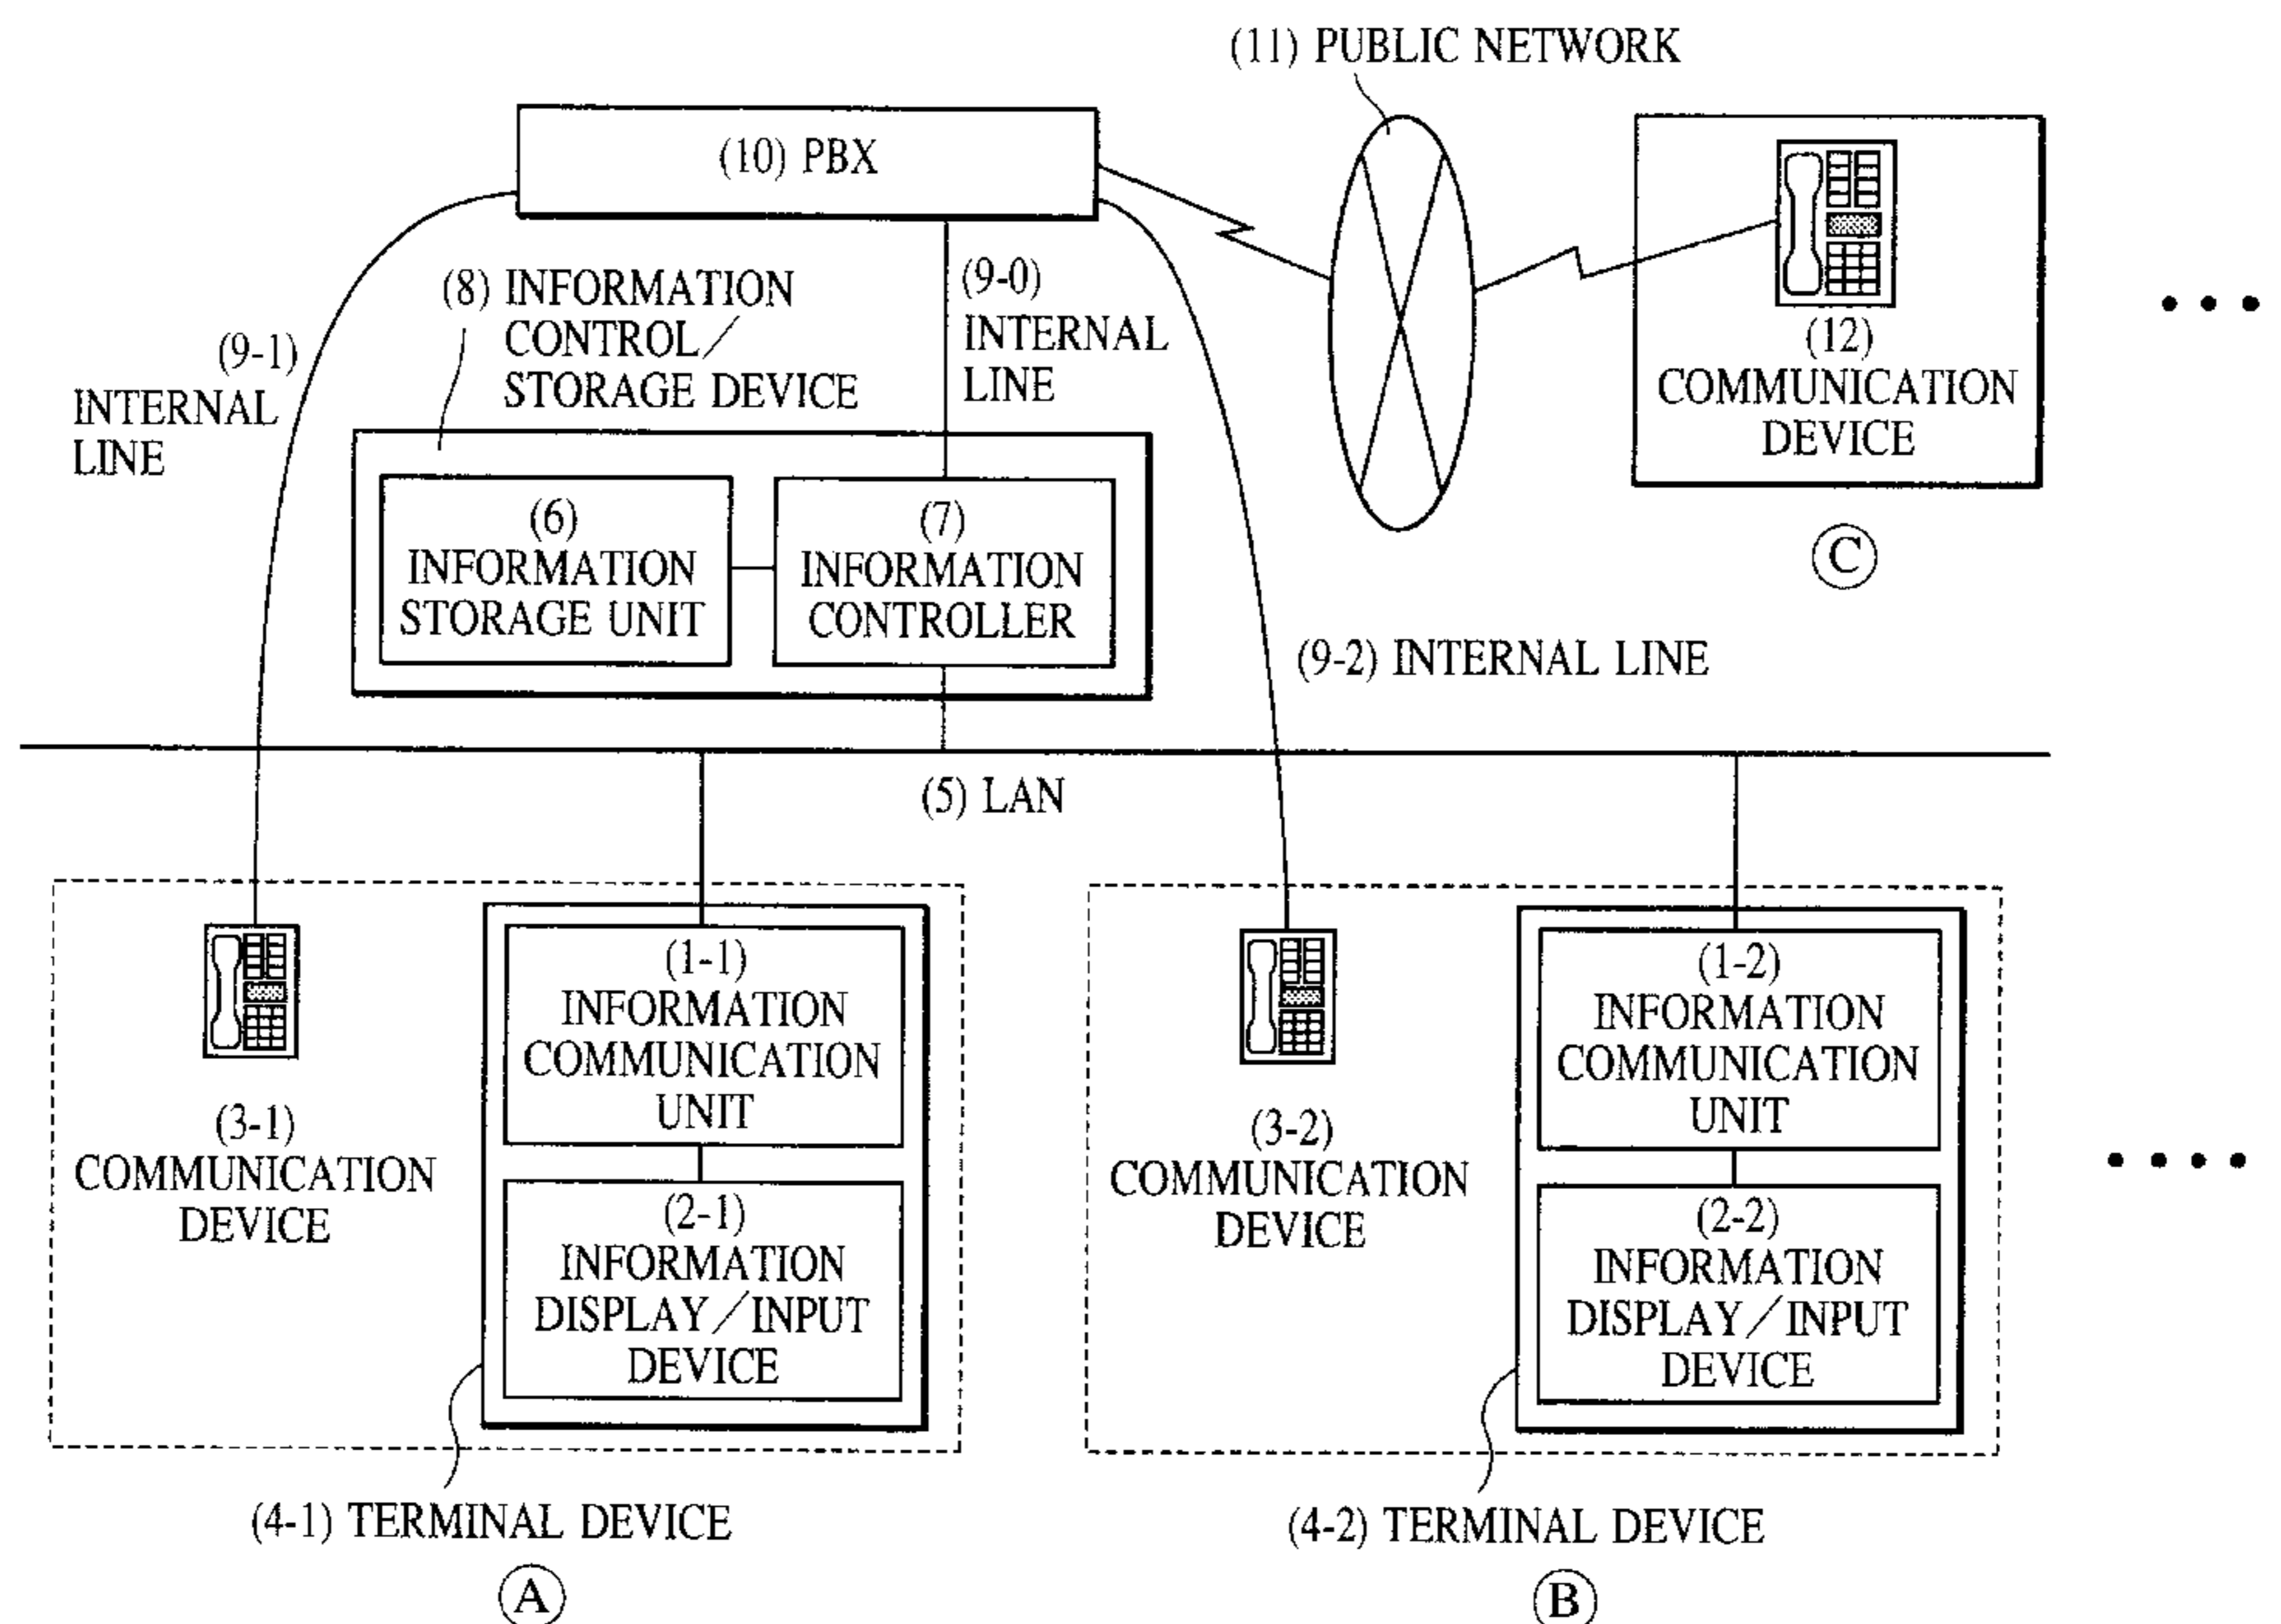 (11) PUBLIC NETWORK
(10) PBX
(9-1)
INTERNAL
LINE
(8) INFORMATION
CONTROL/
STORAGE DEVICE
(9-0)
INTERNAL
LINE
(12)
COMMUNICATION
DEVICE
C
(6)
INFORMATION
STORAGE UNIT
(7)
INFORMATION
CONTROLLER
(9-2) INTERNAL LINE
(5) LAN
(3-1)
COMMUNICATION
DEVICE
(1-1)
INFORMATION
COMMUNICATION
UNIT
(2-1)
INFORMATION
DISPLAY/INPUT
DEVICE
(4-1) TERMINAL DEVICE
A
(3-2)
COMMUNICATION
DEVICE
(1-2)
INFORMATION
COMMUNICATION
UNIT
(2-2)
INFORMATION
DISPLAY/INPUT
DEVICE
(4-2) TERMINAL DEVICE
B